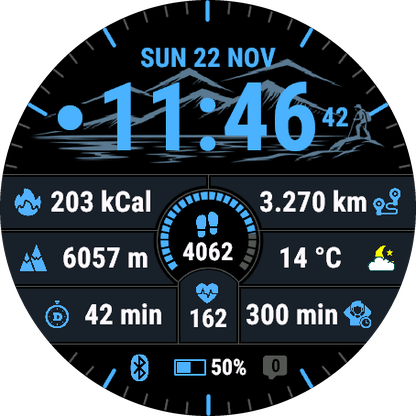 SUN 22 NOV
11:46 42
203 kCal 3.270 km
4062
6057 m 14 °C
D 42 min 162 300 min
50% 0